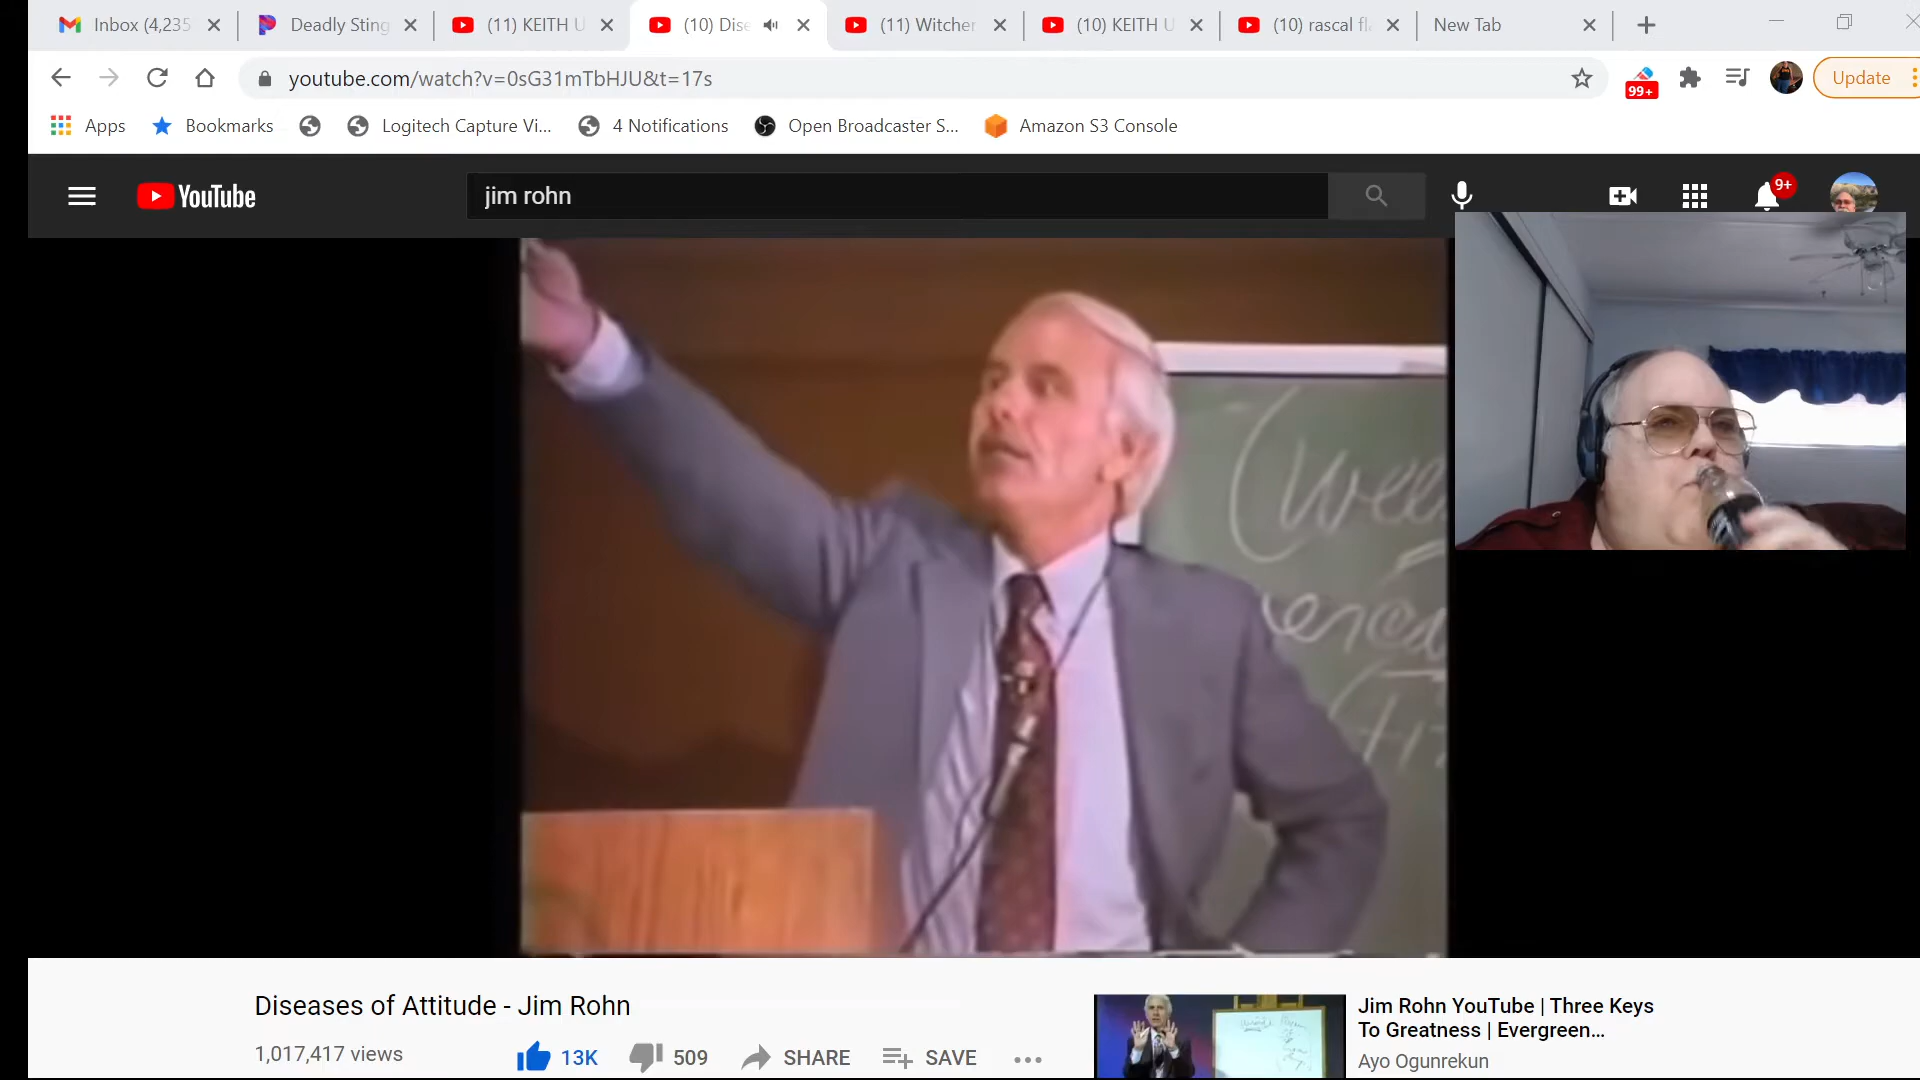 Inbox (4,235
Deadly Sting
(11) KEITH U
(10) Dise
(11) Witcher
(10) KEITH U
(10) rascal fl
New Tab
youtube.com/watch?v=0sG31mTbHJU&t=17s
99+
Update
Apps
Bookmarks
Logitech Capture Vi...
4 Notifications
Open Broadcaster S...
Amazon S3 Console
YouTube
jim rohn
9+
Diseases of Attitude - Jim Rohn
1,017,417 views
13K
509
SHARE
SAVE
Jim Rohn YouTube | Three Keys
To Greatness | Evergreen...
Ayo Ogunrekun